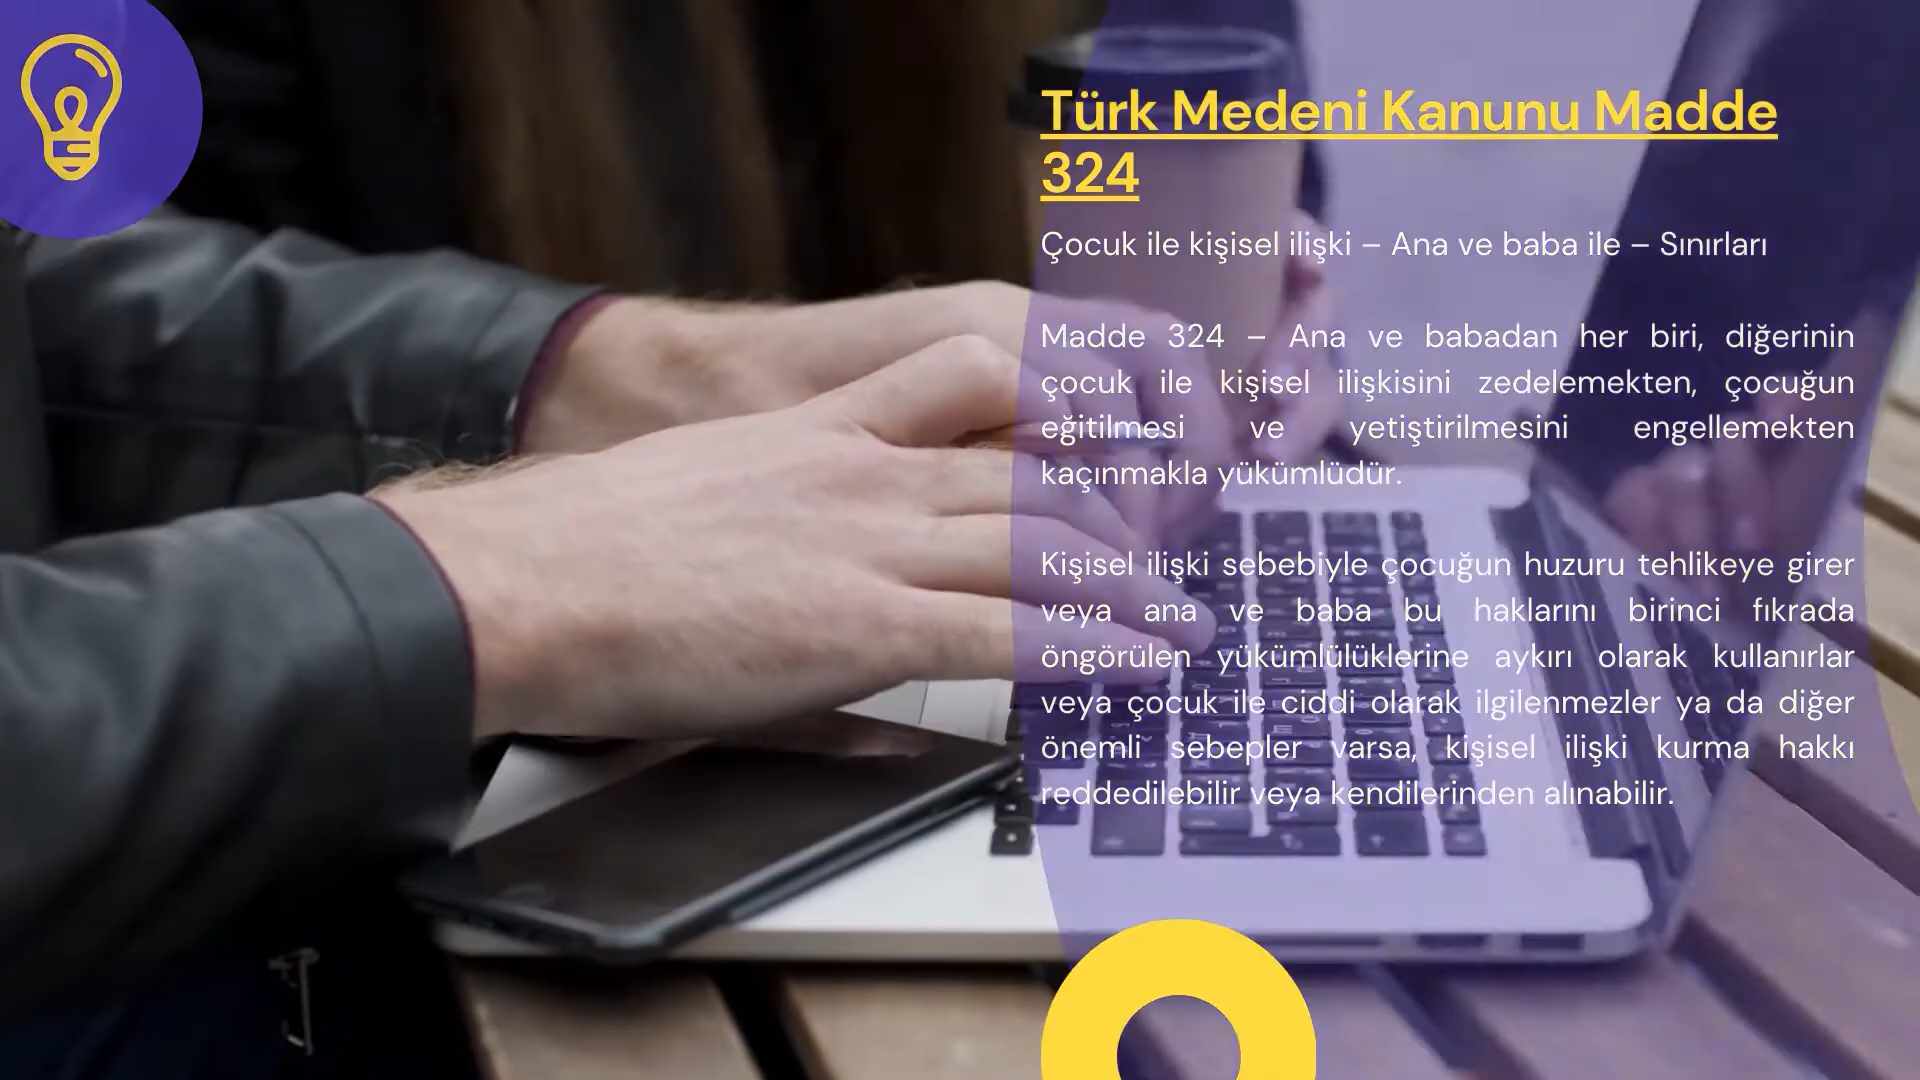 Türk Medeni Kanunu Madde
324
Çocuk ile kişisel ilişki – Ana ve baba ile – Sınırları
Madde 324 – Ana ve babadan her biri, diğerinin
çocuk ile kişisel ilişkisini zedelemekten, çocuğun
eğitilmesi ve yetiştirilmesini engellemekten
kaçınmakla yükümlüdür.
Kişisel ilişki sebebiyle çocuğun huzuru tehlikeye girer
veya ana ve baba bu haklarını birinci fıkrada
öngörülen yükümlülüklerine aykırı olarak kullanırlar
veya çocuk ile ciddi olarak ilgilenmezler ya da diğer
önemli sebepler varsa, kişisel ilişki kurma hakkı
reddedilebilir veya kendilerinden alınabilir.